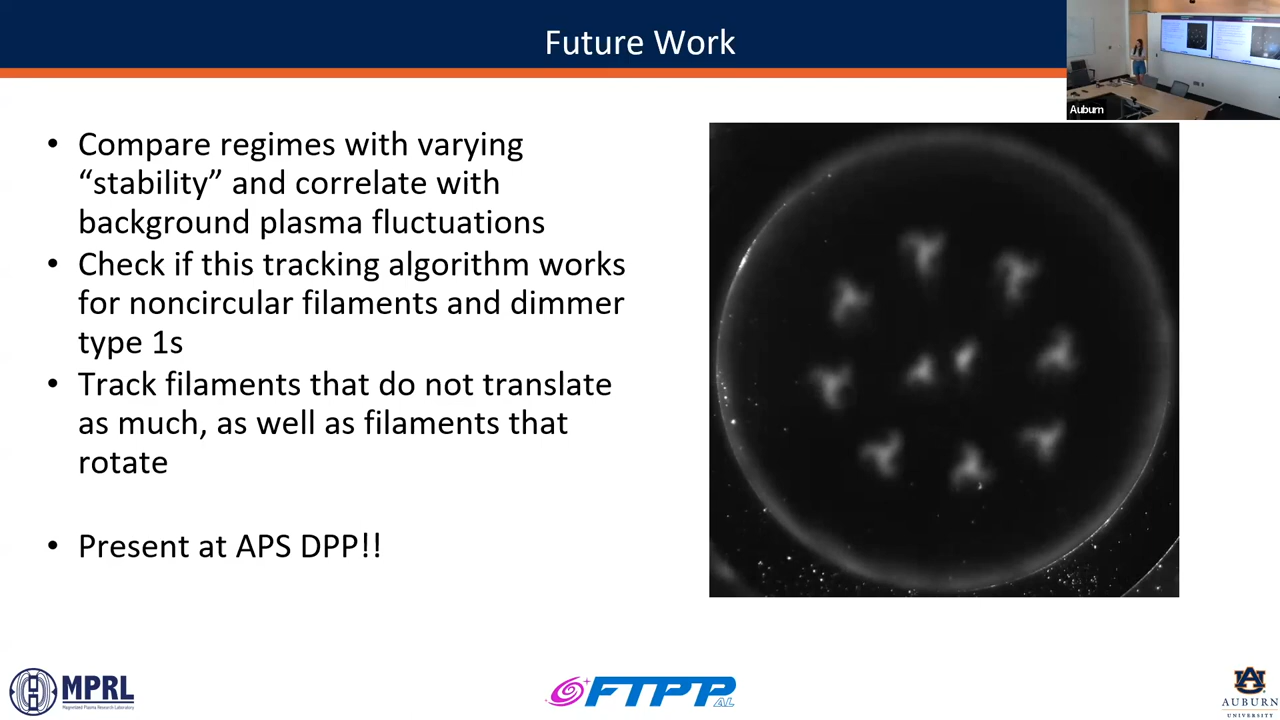 Future Work
Auburn
• Compare regimes with varying
“stability” and correlate with
background plasma fluctuations
• Check if this tracking algorithm works
for noncircular filaments and dimmer
type 1s
• Track filaments that do not translate
as much, as well as filaments that
rotate
• Present at APS DPP!!
MPRL
Magnetized Plasma Research Laboratory
FTPP
AL
AU
AUBURN
UNIVERSITY